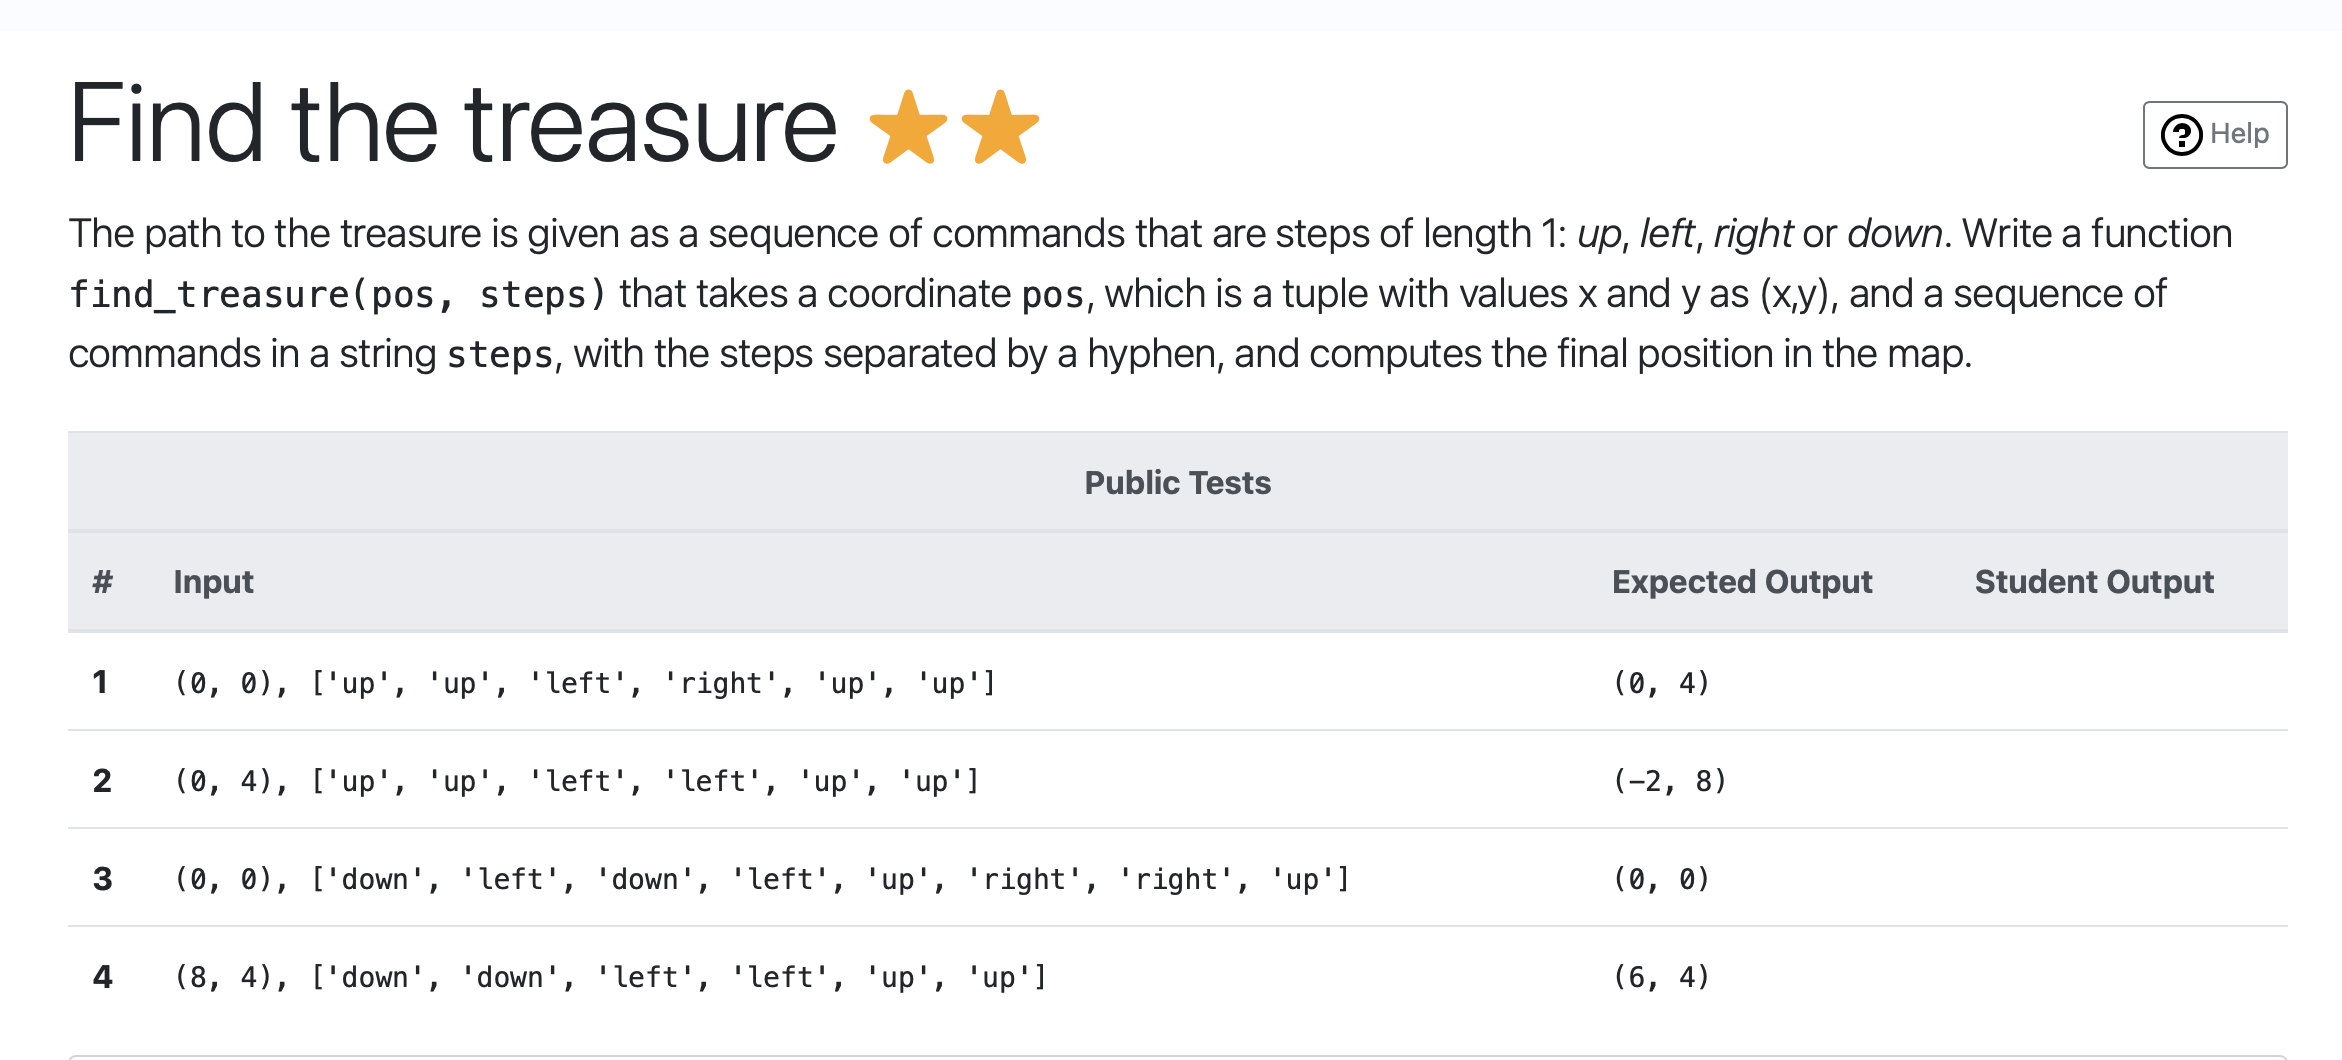 Find the treasure
Help
The path to the treasure is given as a sequence of commands that are steps of length 1: up, left, right or down. Write a function
find_treasure(pos, steps) that takes a coordinate pos, which is a tuple with values x and y as (x,y), and a sequence of
commands in a string steps, with the steps separated by a hyphen, and computes the final position in the map.
Public Tests
# Input Expected Output Student Output
1 (0, 0), ['up', 'up', 'left', 'right', 'up', 'up'] (0, 4)
2 (0, 4), ['up', 'up', 'left', 'left', 'up', 'up'] (-2, 8)
3 (0, 0), ['down', 'left', 'down', 'left', 'up', 'right', 'right', 'up'] (0, 0)
4 (8, 4), ['down', 'down', 'left', 'left', 'up', 'up'] (6, 4)